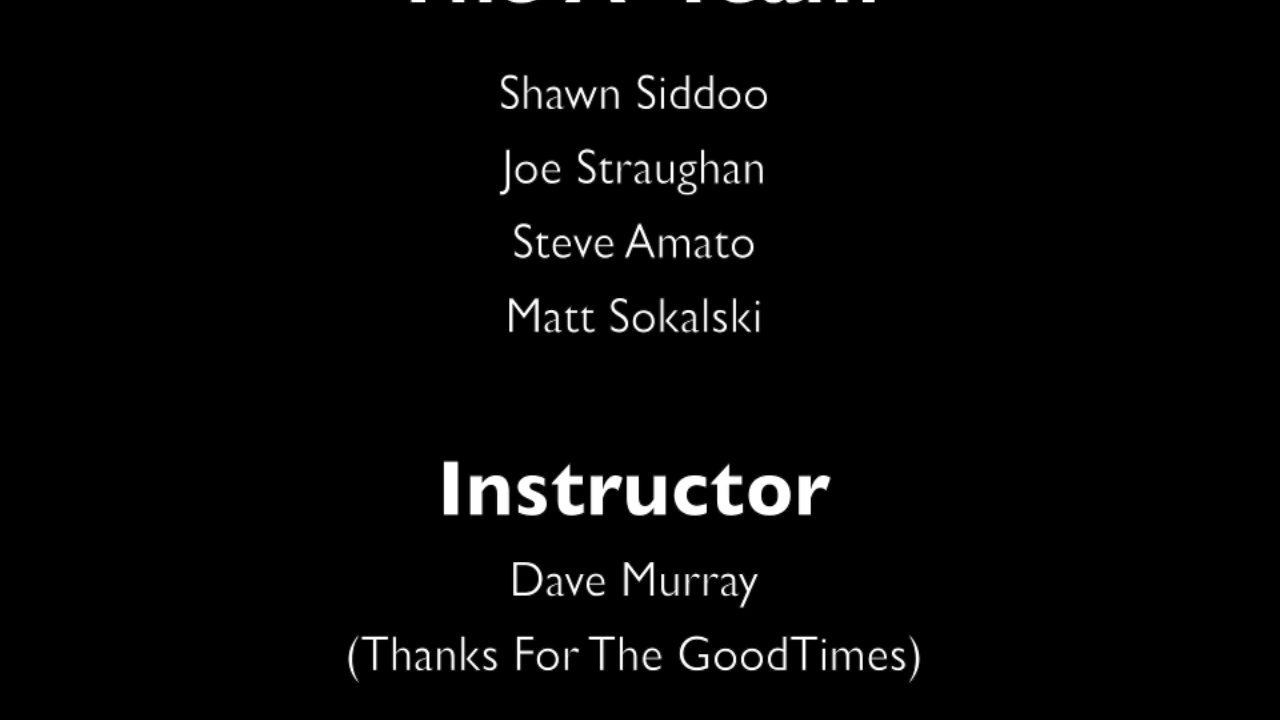 Shawn Siddoo
Joe Straughan
Steve Amato
Matt Sokalski
Instructor
Dave Murray
(Thanks For The GoodTimes)